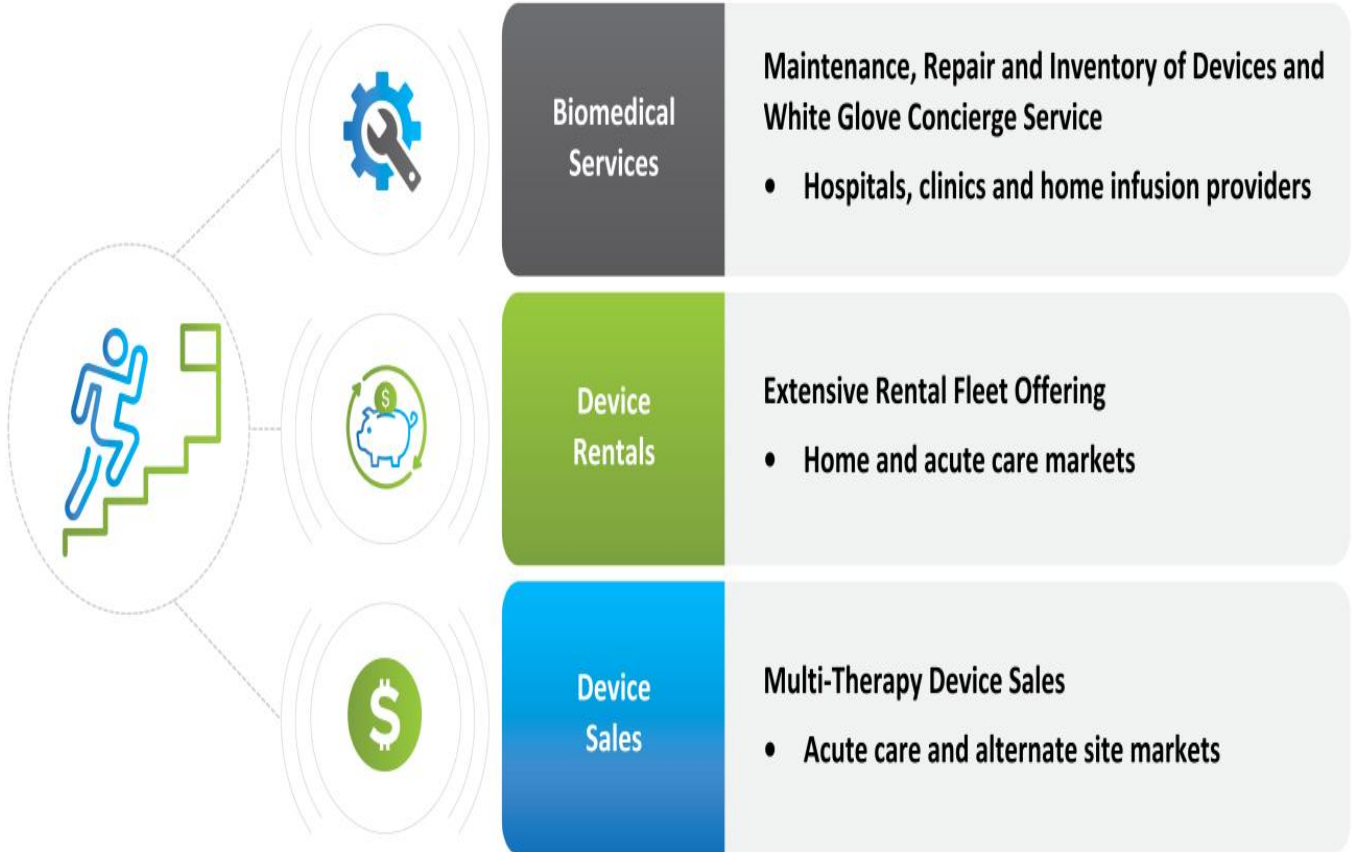 Biomedical
Services
Maintenance, Repair and Inventory of Devices and
White Glove Concierge Service
• Hospitals, clinics and home infusion providers
$
Device
Rentals
Extensive Rental Fleet Offering
• Home and acute care markets
$
Device
Sales
Multi-Therapy Device Sales
• Acute care and alternate site markets